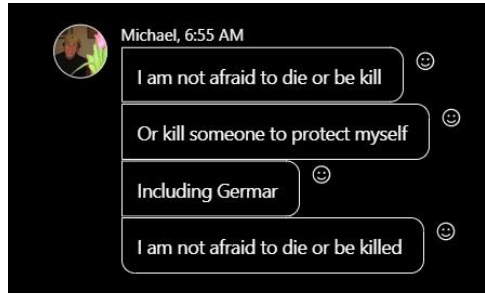 Michael, 6:55 AM
I am not afraid to die or be kill
Or kill someone to protect myself
Including Germar
I am not afraid to die or be killed